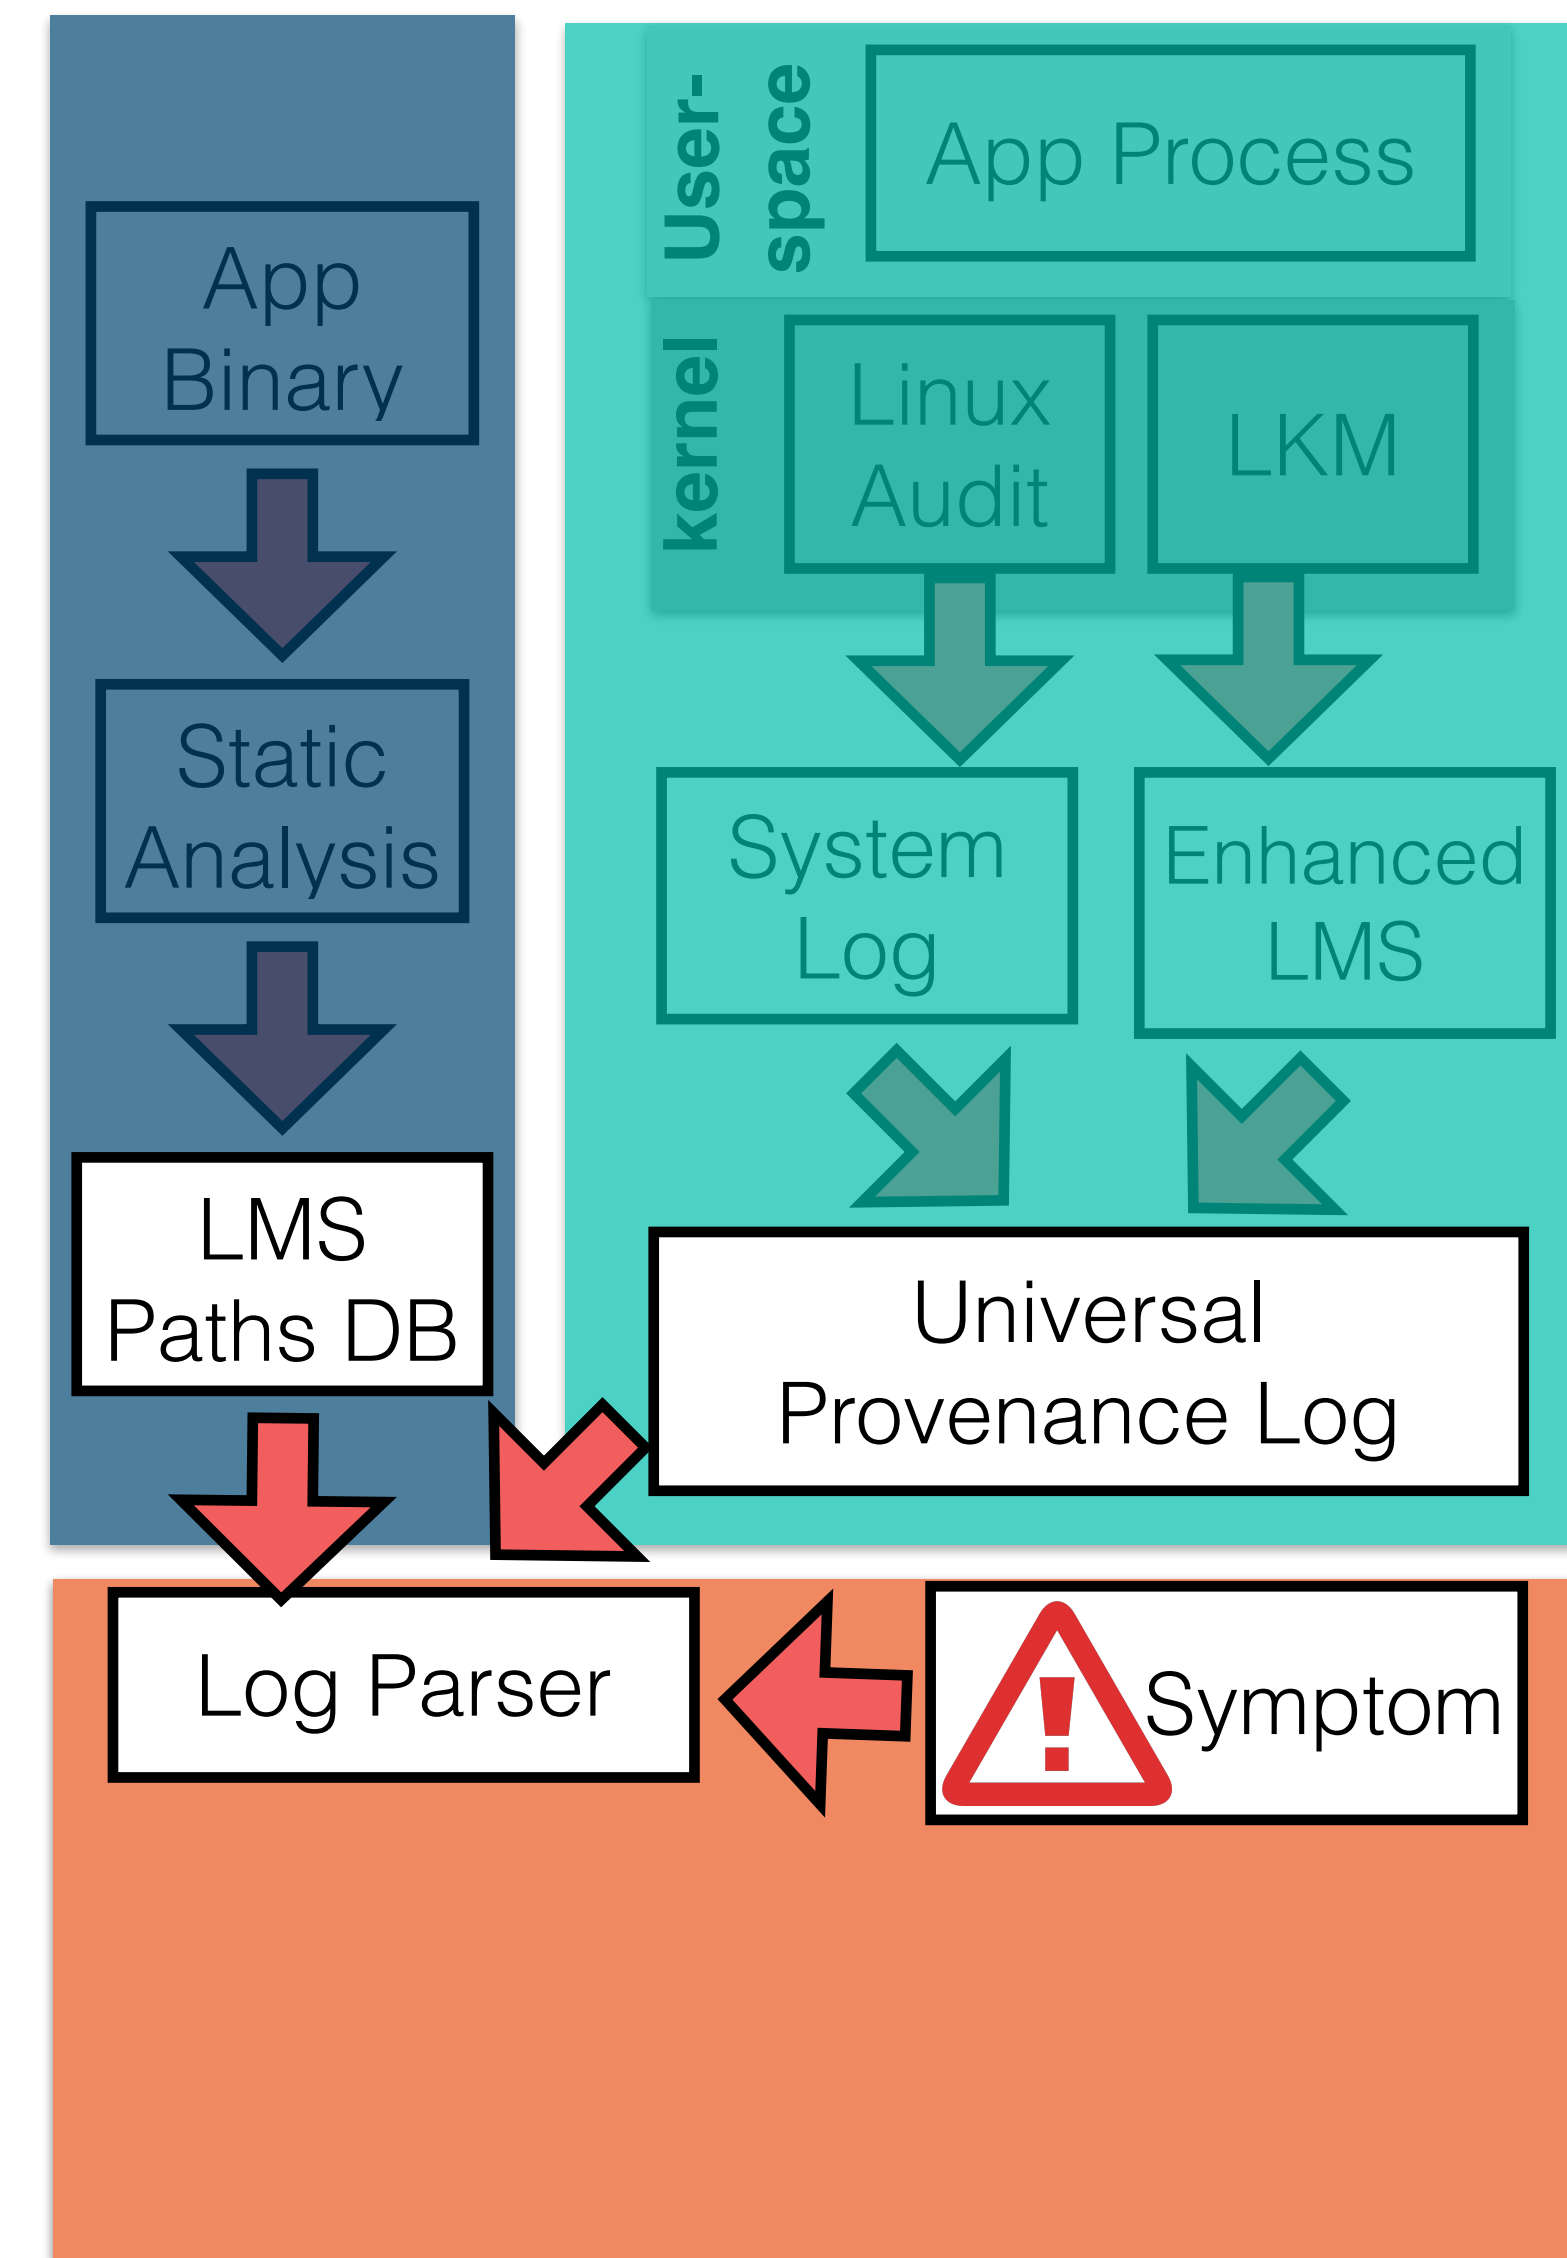 App
Binary
Static
Analysis
LMS
Paths DB
User-
space
App Process
kernel
Linux
Audit
LKM
System
Log
Enhanced
LMS
Universal
Provenance Log
Log Parser
! Symptom